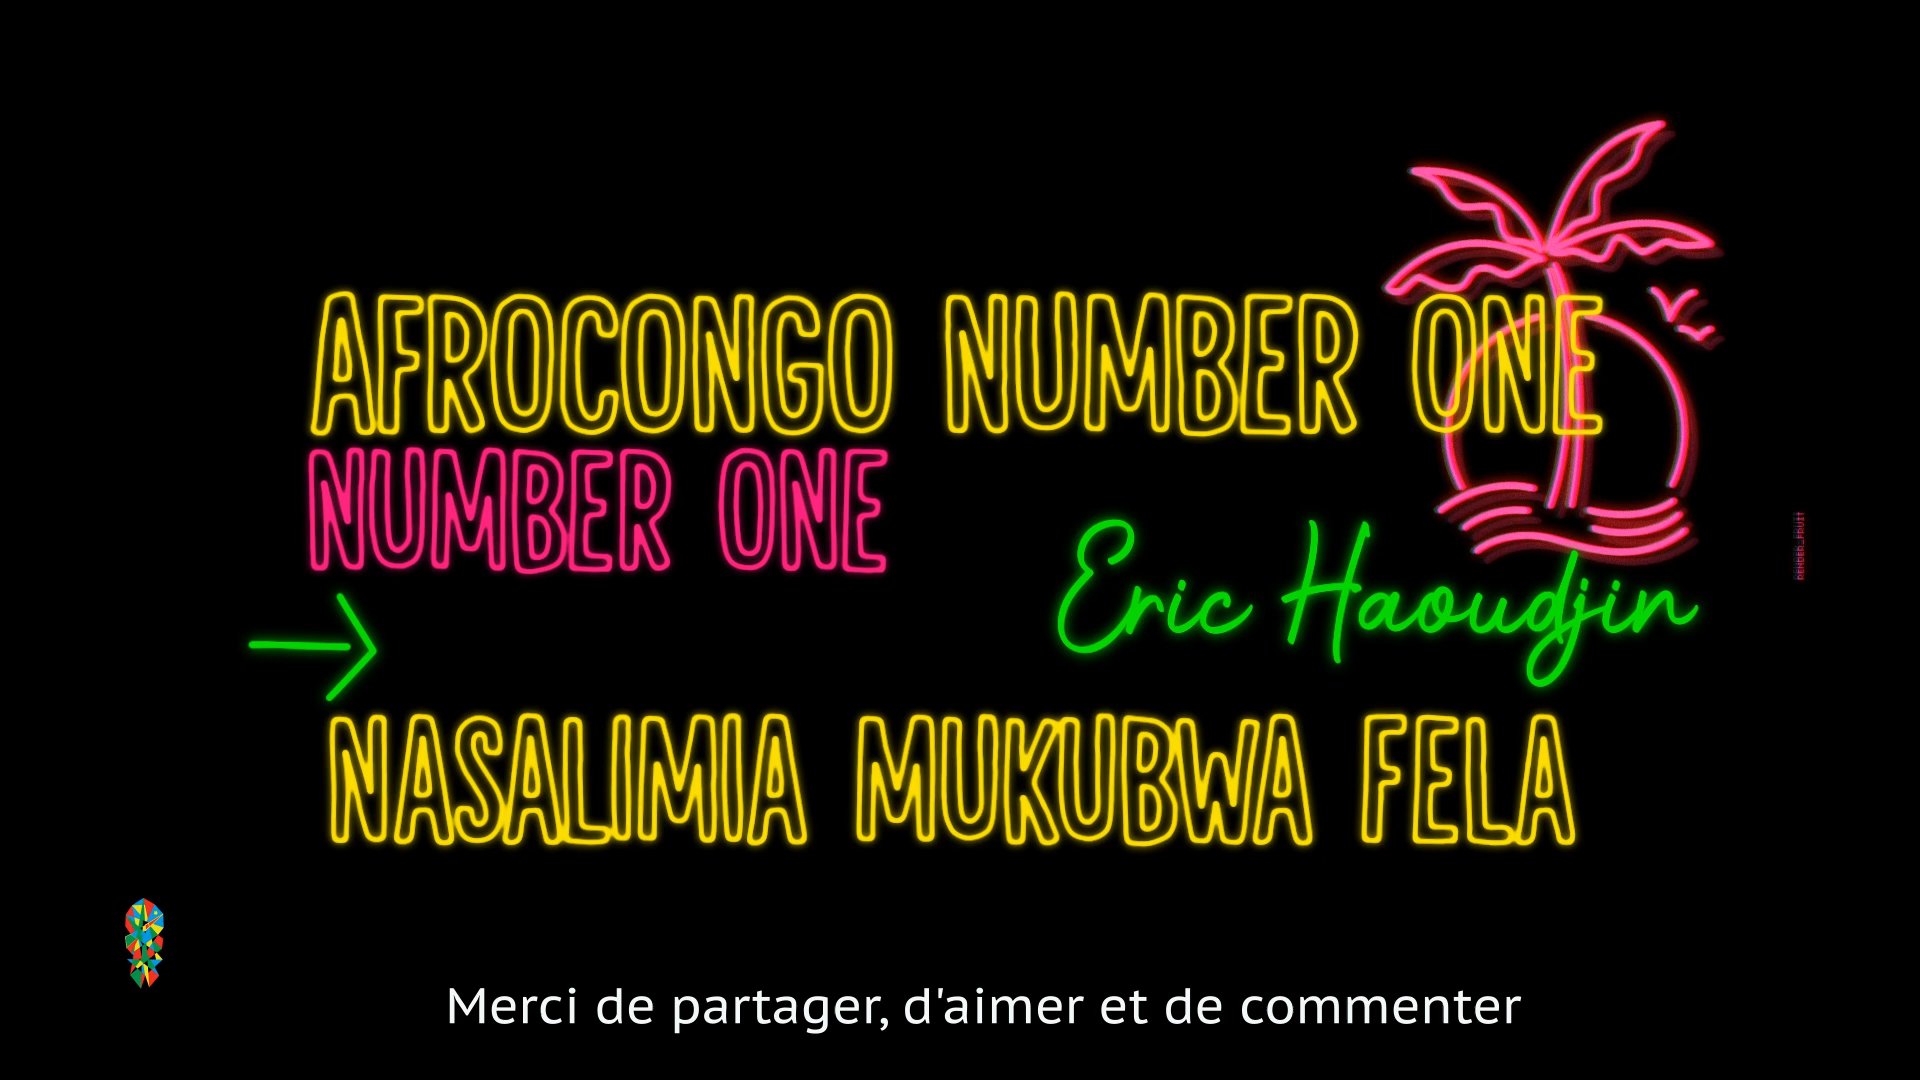 AFROCONGO NUMBER ONE
NUMBER ONE
Eric Haoudjin
NASALIMIA MUKUBWA FELA
Merci de partager, d'aimer et de commenter